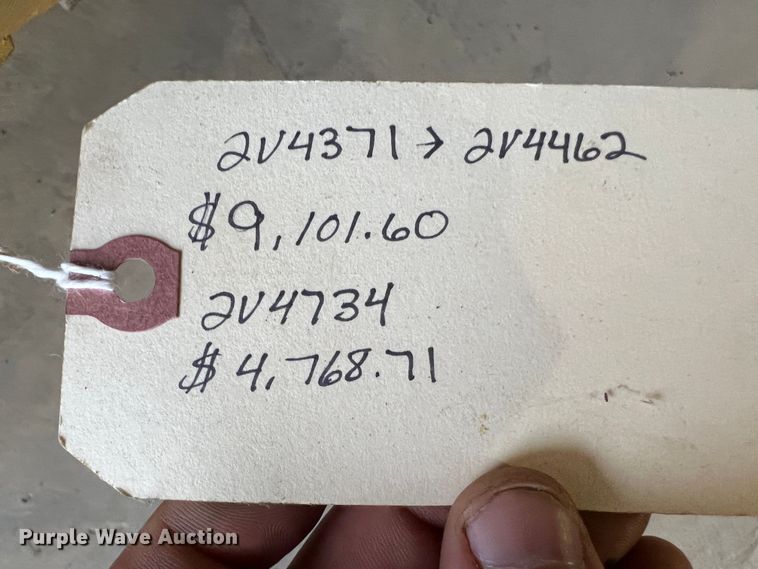 2V4371 → 2V4462
$9,101.60
2V4734
$4,768.71
Purple Wave Auction